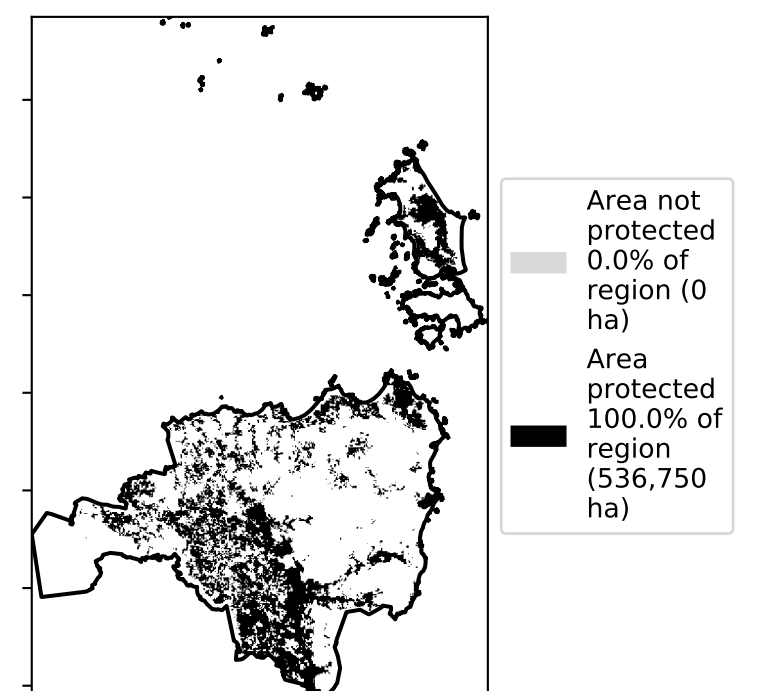 Area not
protected
0.0% of
region (0
ha)
Area
protected
100.0% of
region
(536,750
ha)